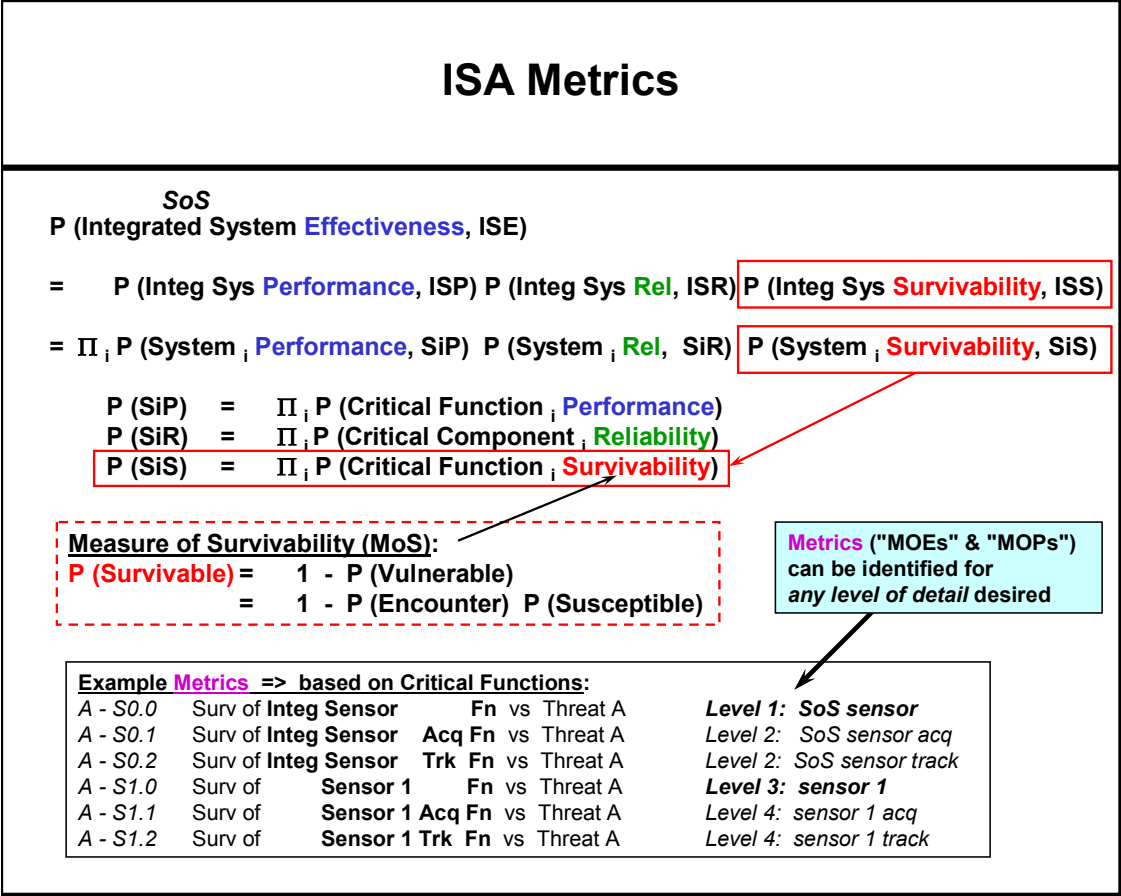 ISA Metrics
SoS
P (Integrated System Effectiveness, ISE)
= P (Integ Sys Performance, ISP) P (Integ Sys Rel, ISR) P (Integ Sys Survivability, ISS)
= Π i P (System i Performance, SiP) P (System i Rel, SiR) P (System i Survivability, SiS)
P (SiP) = Π i P (Critical Function i Performance)
P (SiR) = Π i P (Critical Component i Reliability)
P (SiS) = Π i P (Critical Function i Survivability)
Measure of Survivability (MoS):
P (Survivable) = 1 - P (Vulnerable)
= 1 - P (Encounter) P (Susceptible)
Metrics ("MOEs" & "MOPs")
can be identified for
any level of detail desired
Example Metrics => based on Critical Functions:
A - S0.0 Surv of Integ Sensor Fn vs Threat A Level 1: SoS sensor
A - S0.1 Surv of Integ Sensor Acq Fn vs Threat A Level 2: SoS sensor acq
A - S0.2 Surv of Integ Sensor Trk Fn vs Threat A Level 2: SoS sensor track
A - S1.0 Surv of Sensor 1 Fn vs Threat A Level 3: sensor 1
A - S1.1 Surv of Sensor 1 Acq Fn vs Threat A Level 4: sensor 1 acq
A - S1.2 Surv of Sensor 1 Trk Fn vs Threat A Level 4: sensor 1 track